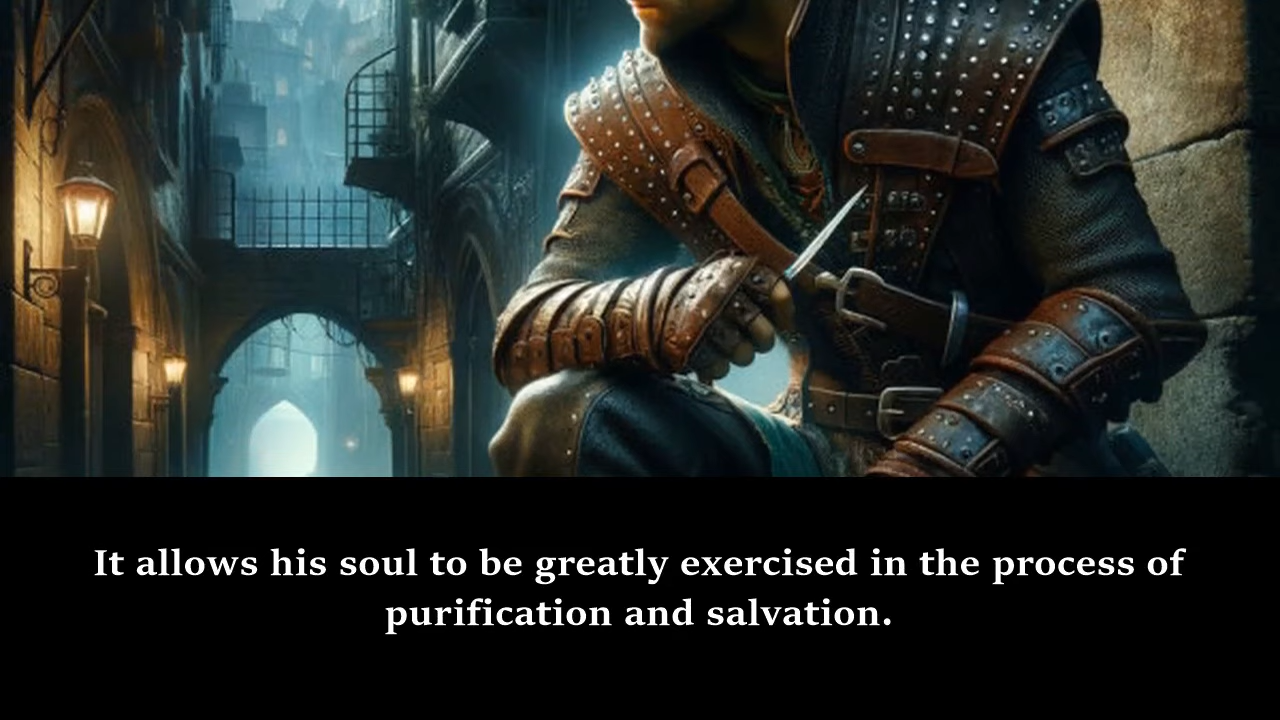 It allows his soul to be greatly exercised in the process of
purification and salvation.